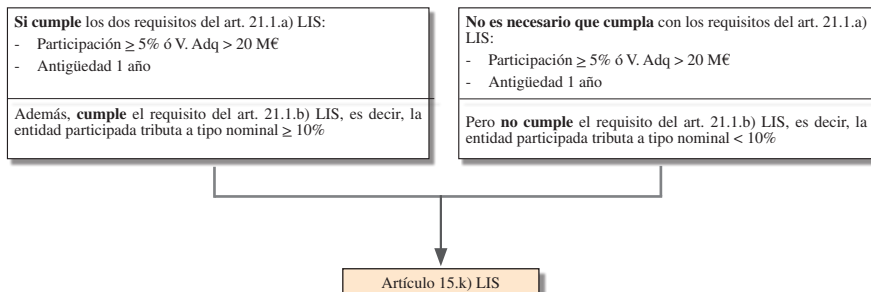 Si cumple los dos requisitos del art. 21.1.a) LIS:
- Participación ≥ 5% ó V. Adq > 20 M€
- Antigüedad 1 año
Además, cumple el requisito del art. 21.1.b) LIS, es decir, la
entidad participada tributa a tipo nominal ≥ 10%
No es necesario que cumpla con los requisitos del art. 21.1.a)
LIS:
- Participación ≥ 5% ó V. Adq > 20 M€
- Antigüedad 1 año
Pero no cumple el requisito del art. 21.1.b) LIS, es decir, la
entidad participada tributa a tipo nominal < 10%
Artículo 15.k) LIS